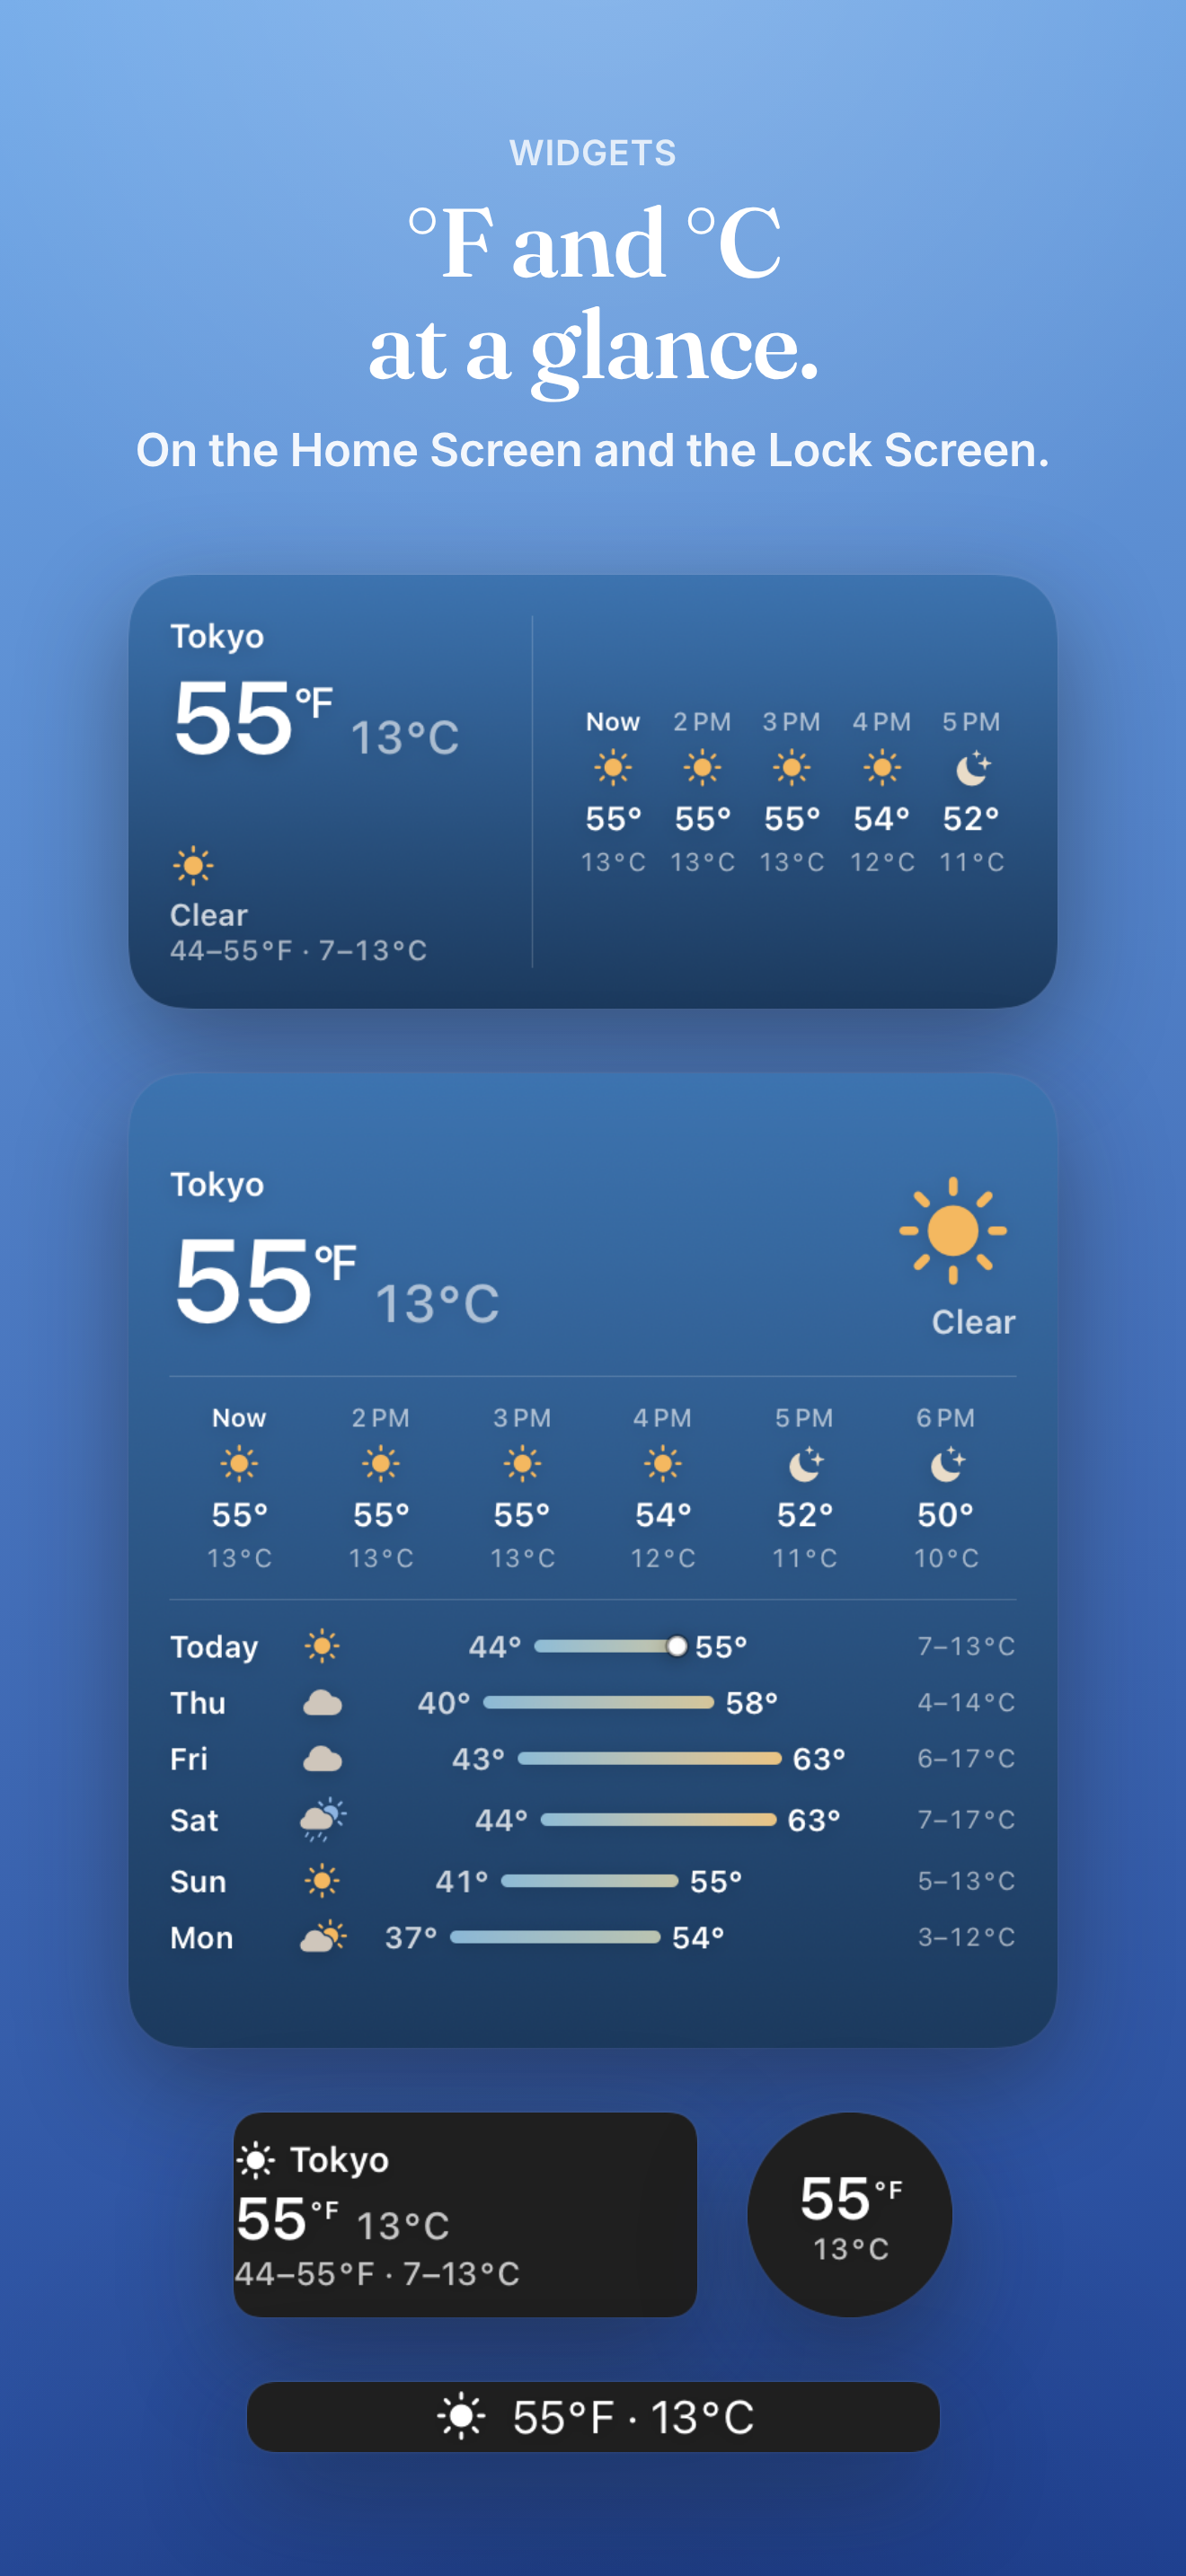 WIDGETS
°F and °C
at a glance.
On the Home Screen and the Lock Screen.
Tokyo
55°F 13°C
Clear
44–55°F · 7–13°C
Now 2 PM 3 PM 4 PM 5 PM
55° 55° 55° 54° 52°
13°C 13°C 13°C 12°C 11°C
Tokyo
55°F 13°C
Clear
Now 2 PM 3 PM 4 PM 5 PM 6 PM
55° 55° 55° 54° 52° 50°
13°C 13°C 13°C 12°C 11°C 10°C
Today 44° 55° 7–13°C
Thu 40° 58° 4–14°C
Fri 43° 63° 6–17°C
Sat 44° 63° 7–17°C
Sun 41° 55° 5–13°C
Mon 37° 54° 3–12°C
Tokyo
55°F 13°C
44–55°F · 7–13°C
55°F
13°C
55°F · 13°C